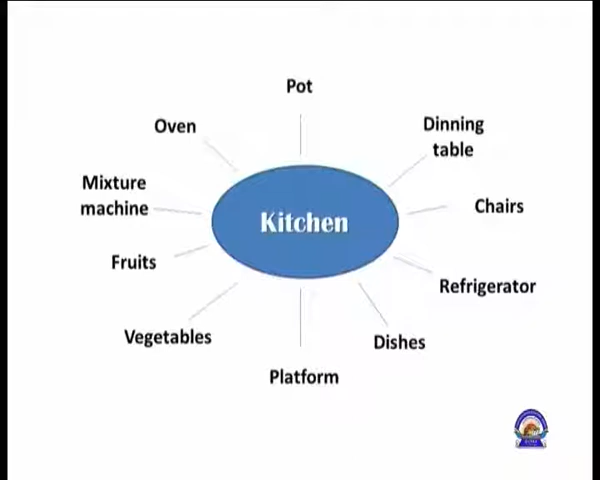 Pot
Oven
Dinning
table
Mixture
machine
Kitchen
Chairs
Fruits
Refrigerator
Vegetables
Dishes
Platform